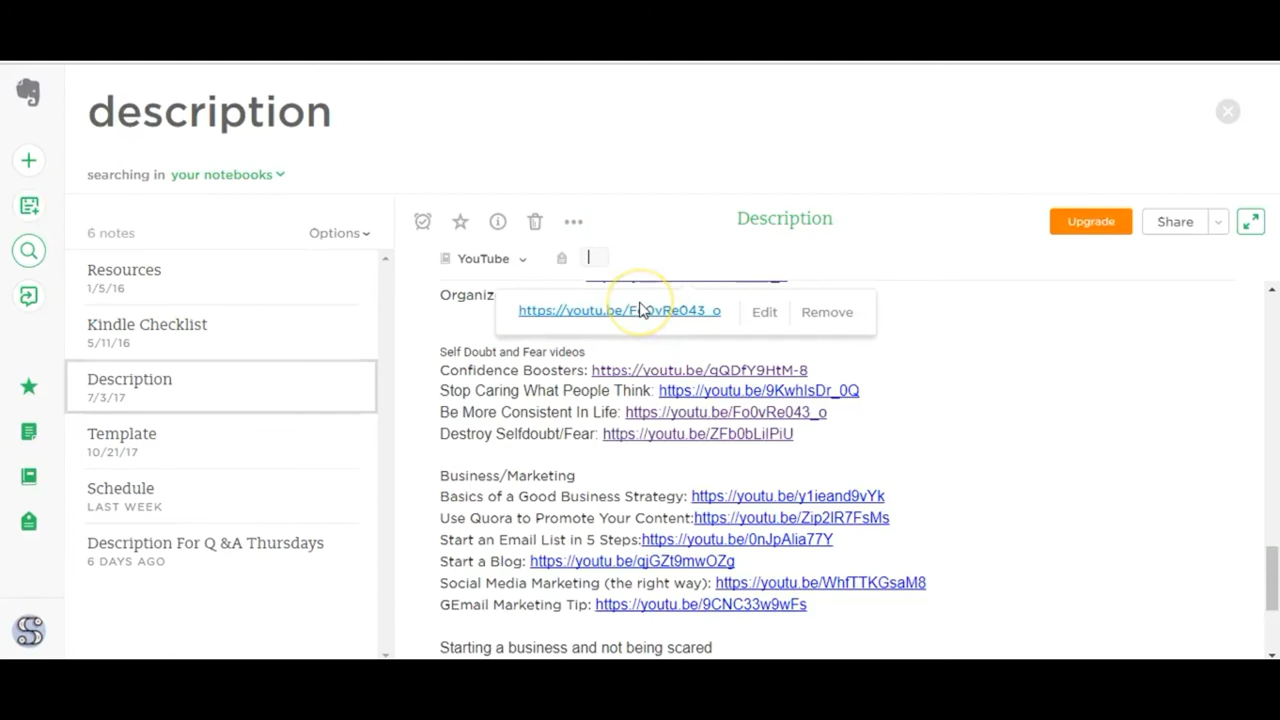 description
searching in your notebooks
6 notes
Options
Resources
1/5/16
Kindle Checklist
5/11/16
Description
7/3/17
Template
10/21/17
Schedule
LAST WEEK
Description For Q &A Thursdays
6 DAYS AGO
Description
Upgrade
Share
YouTube
Organiz
https://youtu.be/Fo0vRe043_o
Edit
Remove
Self Doubt and Fear videos
Confidence Boosters: https://youtu.be/qQDfY9HtM-8
Stop Caring What People Think: https://youtu.be/9KwhIsDr_0Q
Be More Consistent In Life: https://youtu.be/Fo0vRe043_o
Destroy Selfdoubt/Fear: https://youtu.be/ZFb0bLilPiU
Business/Marketing
Basics of a Good Business Strategy: https://youtu.be/y1ieand9vYk
Use Quora to Promote Your Content:https://youtu.be/Zip2lR7FsMs
Start an Email List in 5 Steps:https://youtu.be/0nJpAlia77Y
Start a Blog: https://youtu.be/qjGZt9mwOZg
Social Media Marketing (the right way): https://youtu.be/WhfTTKGsaM8
GEmail Marketing Tip: https://youtu.be/9CNC33w9wFs
Starting a business and not being scared